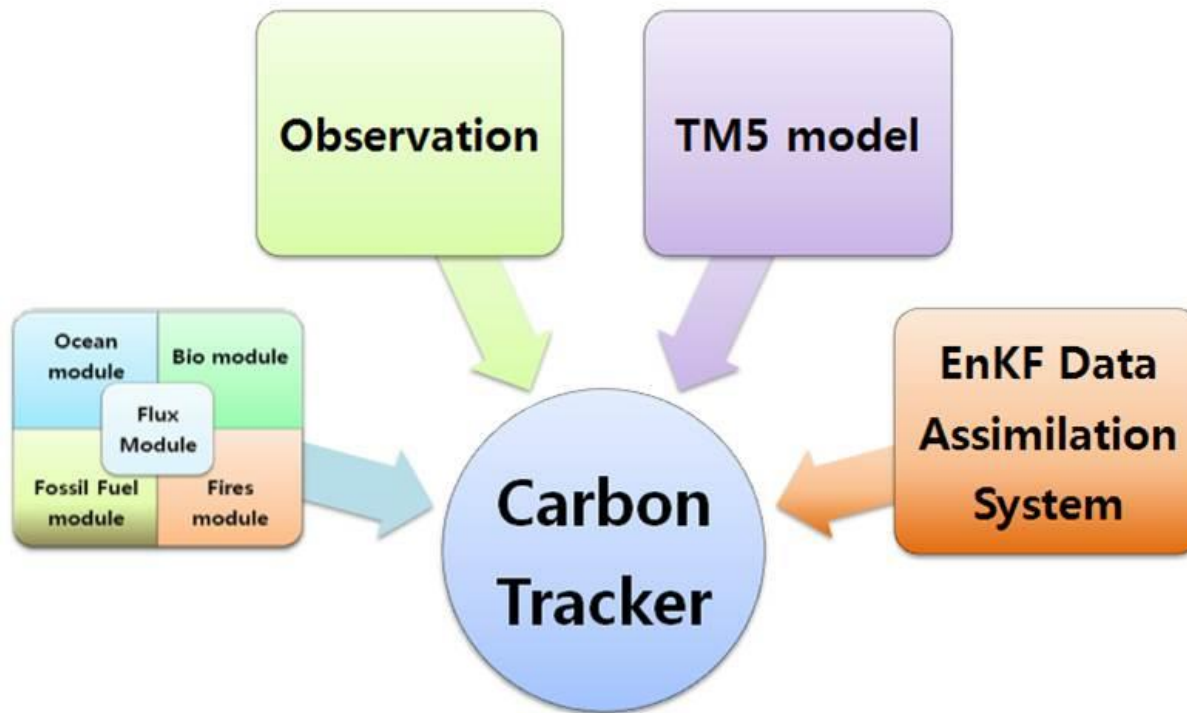 Observation
TM5 model
Ocean
module
Bio module
Flux
Module
Fossil Fuel
module
Fires
module
EnKF Data
Assimilation
System
Carbon
Tracker